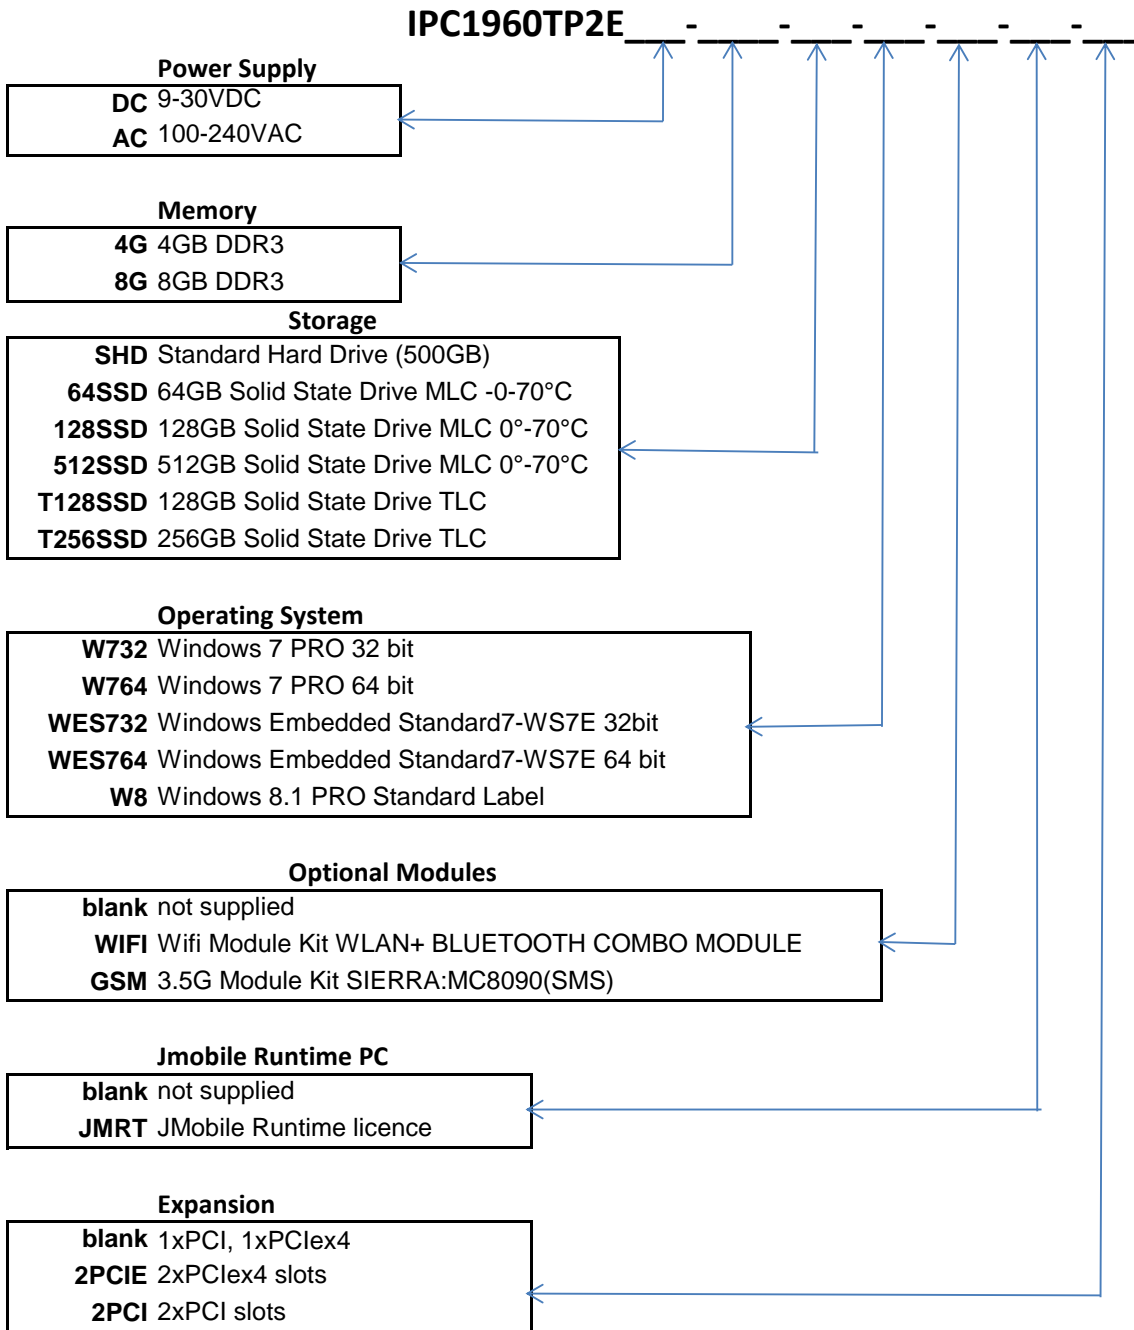 IPC1960TP2E___-____-___-___-___-___-___
Power Supply
DC 9-30VDC
AC 100-240VAC
Memory
4G 4GB DDR3
8G 8GB DDR3
Storage
SHD Standard Hard Drive (500GB)
64SSD 64GB Solid State Drive MLC -0-70°C
128SSD 128GB Solid State Drive MLC 0°-70°C
512SSD 512GB Solid State Drive MLC 0°-70°C
T128SSD 128GB Solid State Drive TLC
T256SSD 256GB Solid State Drive TLC
Operating System
W732 Windows 7 PRO 32 bit
W764 Windows 7 PRO 64 bit
WES732 Windows Embedded Standard7-WS7E 32bit
WES764 Windows Embedded Standard7-WS7E 64 bit
W8 Windows 8.1 PRO Standard Label
Optional Modules
blank not supplied
WIFI Wifi Module Kit WLAN+ BLUETOOTH COMBO MODULE
GSM 3.5G Module Kit SIERRA:MC8090(SMS)
Jmobile Runtime PC
blank not supplied
JMRT JMobile Runtime licence
Expansion
blank 1xPCI, 1xPCIex4
2PCIE 2xPCIex4 slots
2PCI 2xPCI slots